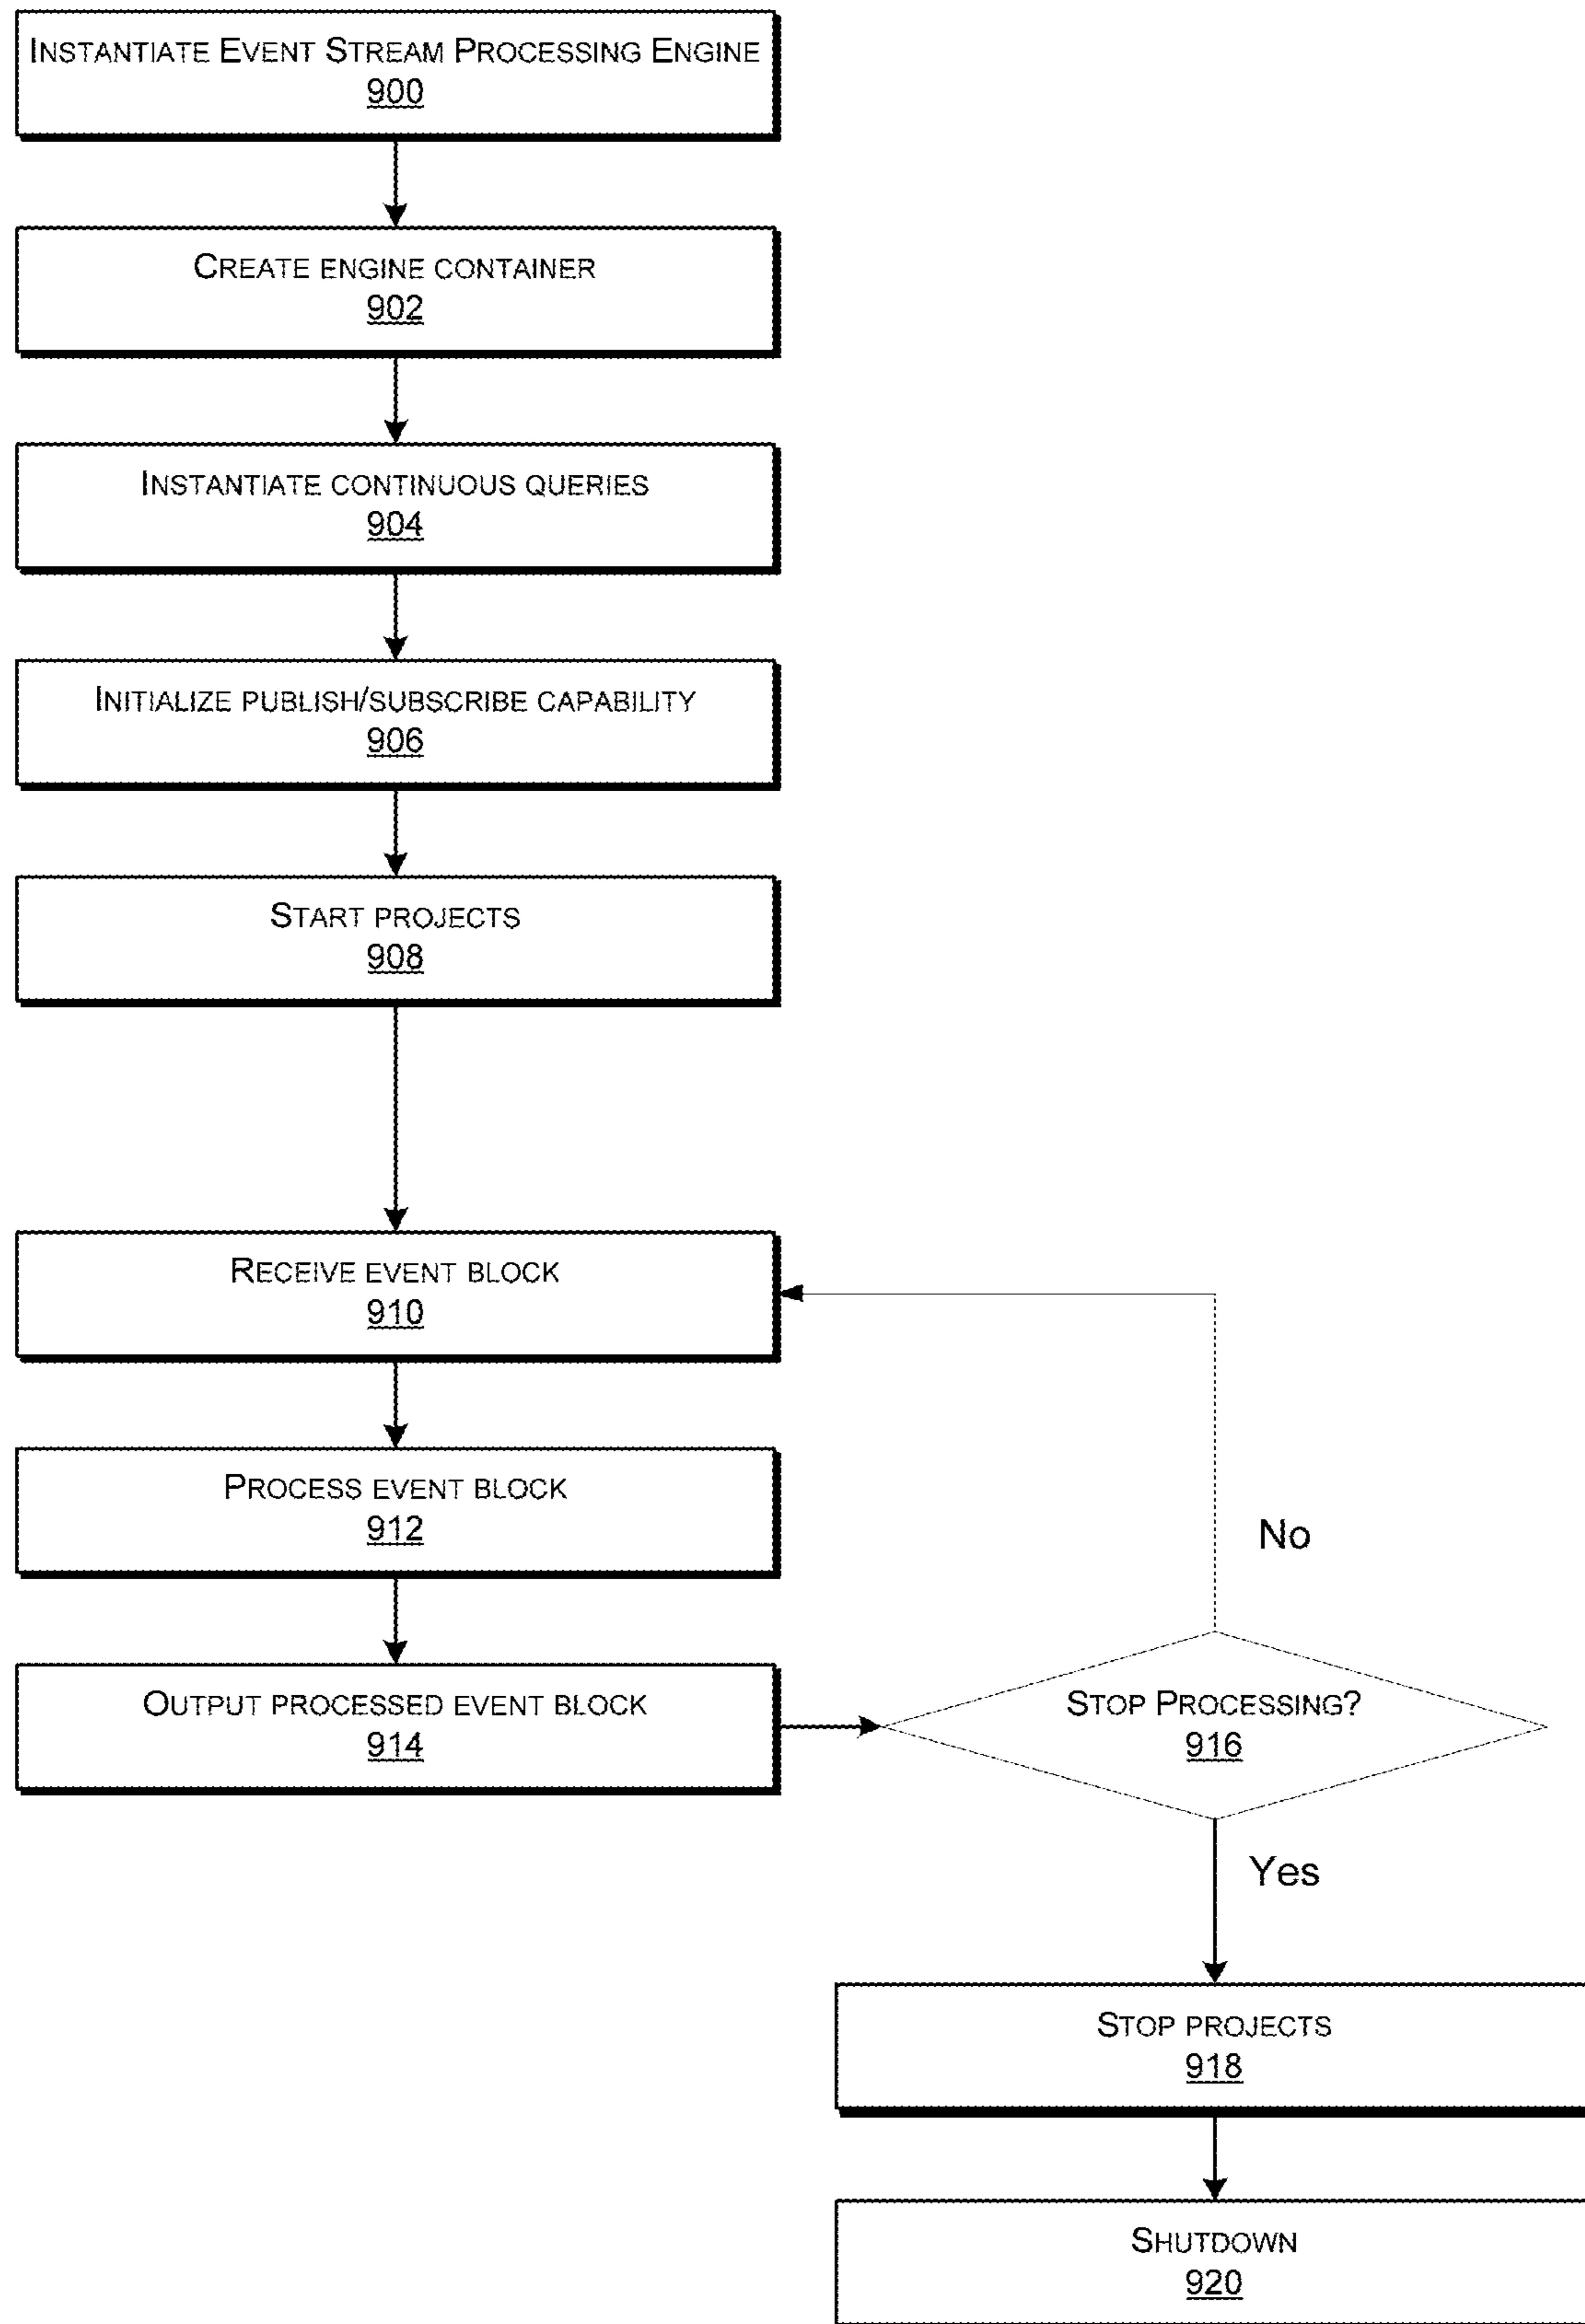 INSTANTIATE EVENT STREAM PROCESSING ENGINE
900
CREATE ENGINE CONTAINER
902
INSTANTIATE CONTINUOUS QUERIES
904
INITIALIZE PUBLISH/SUBSCRIBE CAPABILITY
906
START PROJECTS
908
RECEIVE EVENT BLOCK
910
PROCESS EVENT BLOCK
912
No
OUTPUT PROCESSED EVENT BLOCK
914
STOP PROCESSING?
916
Yes
STOP PROJECTS
918
SHUTDOWN
920